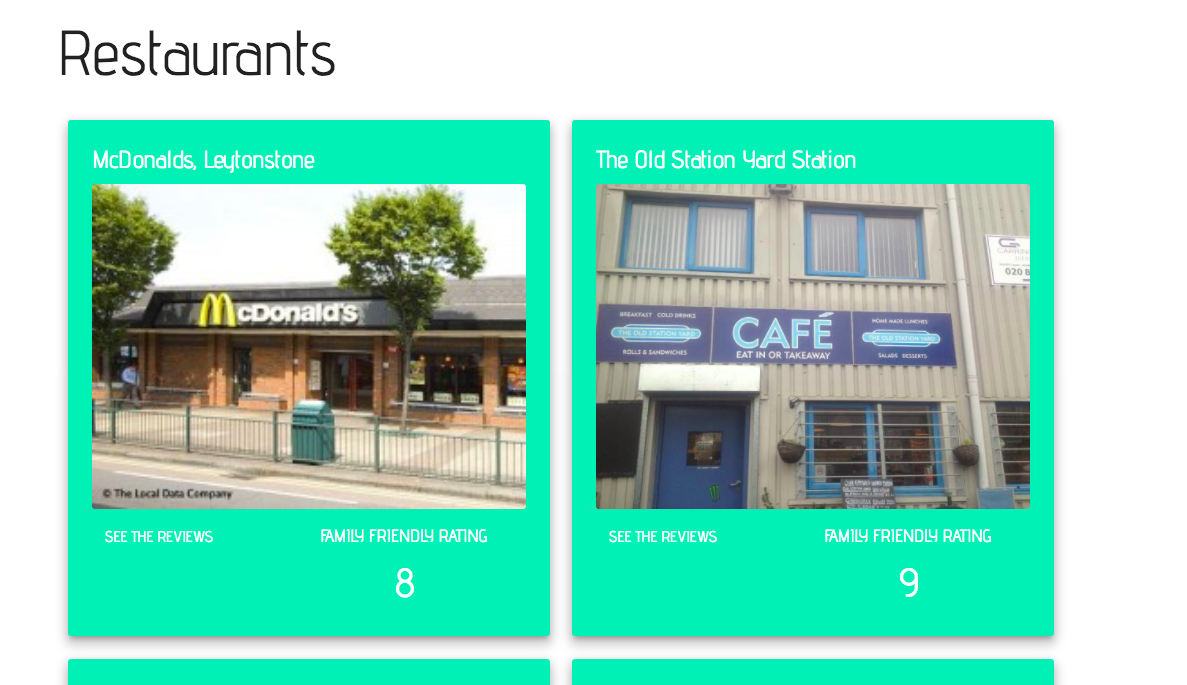 Restaurants
McDonalds, Leytonstone
McDonald's
© The Local Data Company
SEE THE REVIEWS
FAMILY FRIENDLY RATING
8
The Old Station Yard Station
020 8
BREAKFAST COLD DRINKS
THE OLD STATION YARD
ROLLS & SANDWICHES
CAFÉ
EAT IN OR TAKEAWAY
HOME MADE LUNCHES
THE OLD STATION YARD
SALADS DESSERTS
SEE THE REVIEWS
FAMILY FRIENDLY RATING
9